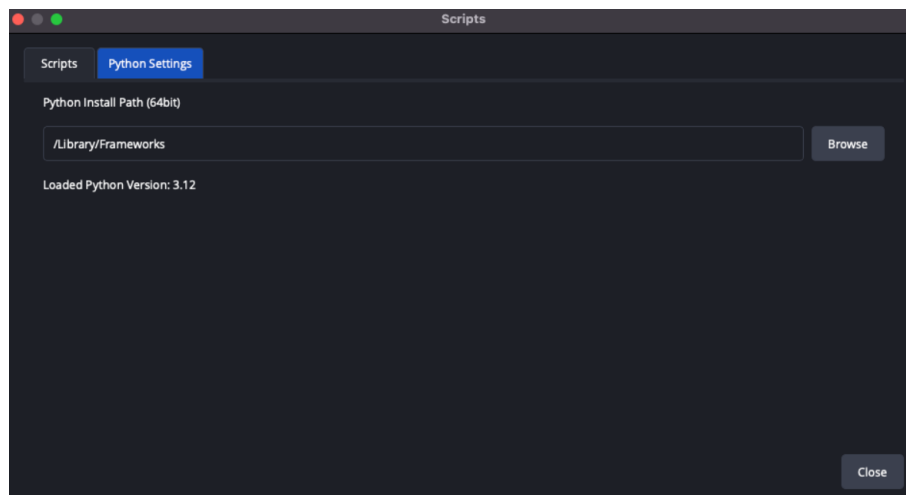 Scripts
Scripts Python Settings
Python Install Path (64bit)
/Library/Frameworks Browse
Loaded Python Version: 3.12
Close